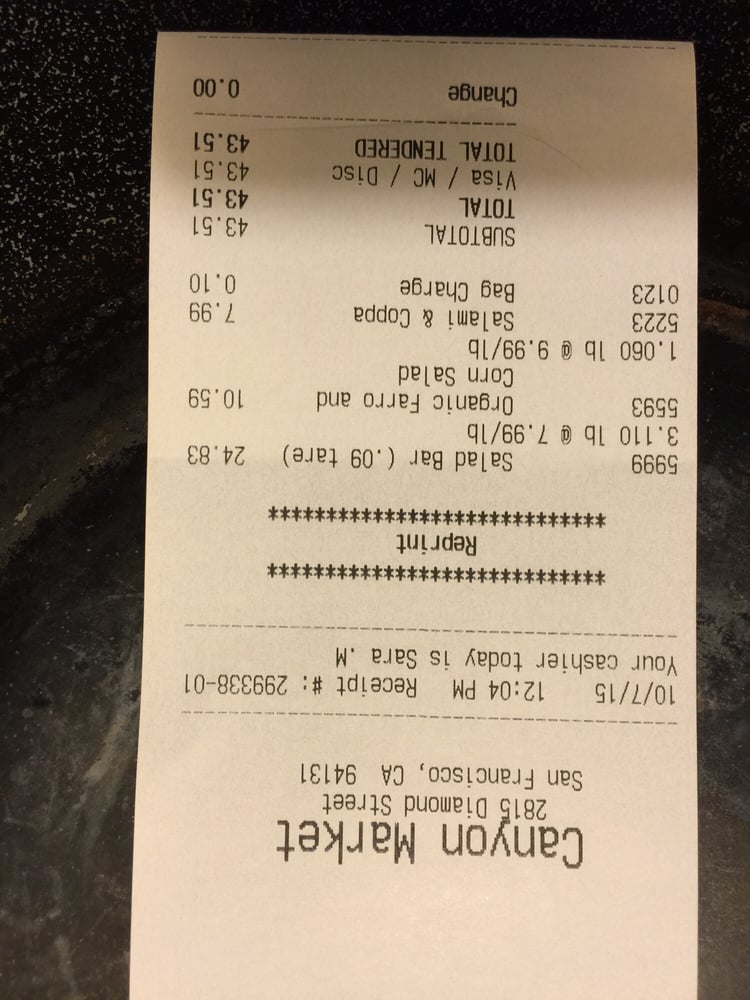 Canyon Market
2815 Diamond Street
San Francisco, CA 94131
10/7/15 12:04 PM Receipt #: 299338-01
Your cashier today is Sara .M
*****************************
Reprint
*****************************
5999 Salad Bar (.09 tare) 24.83
3.110 lb @ 7.99/lb
5593 Organic Farro and 10.59
Corn Salad
1.060 lb @ 9.99/lb
5223 Salami & Coppa 7.99
0123 Bag Charge 0.10
SUBTOTAL 43.51
TOTAL 43.51
Visa / MC / Disc 43.51
TOTAL TENDERED 43.51
Change 0.00